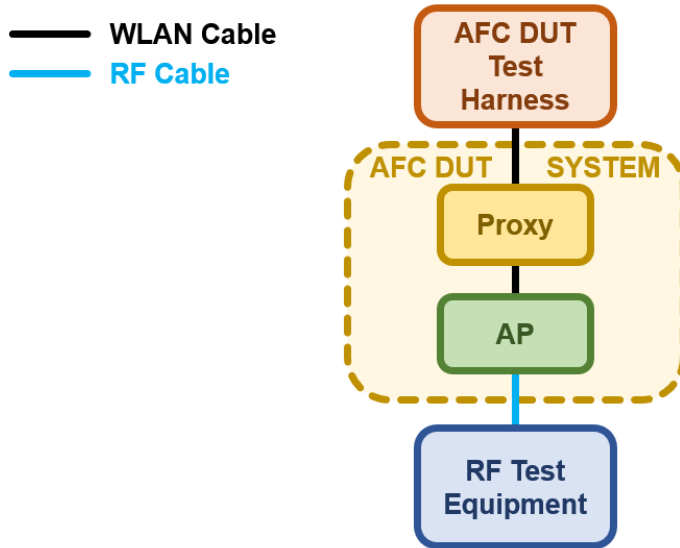 WLAN Cable
RF Cable
AFC DUT
Test
Harness
AFC DUT SYSTEM
Proxy
AP
RF Test
Equipment